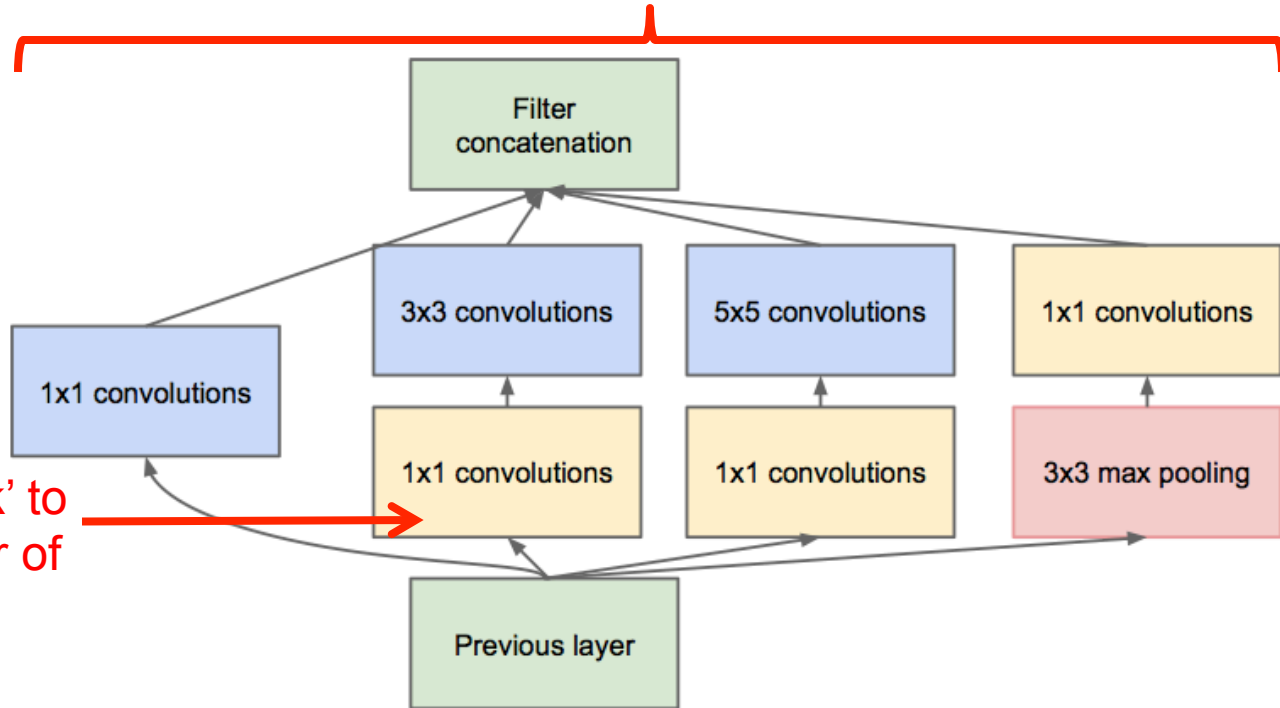 Filter
concatenation
3x3 convolutions
5x5 convolutions
1x1 convolutions
1x1 convolutions
1x1 convolutions
1x1 convolutions
3x3 max pooling
to
of
Previous layer